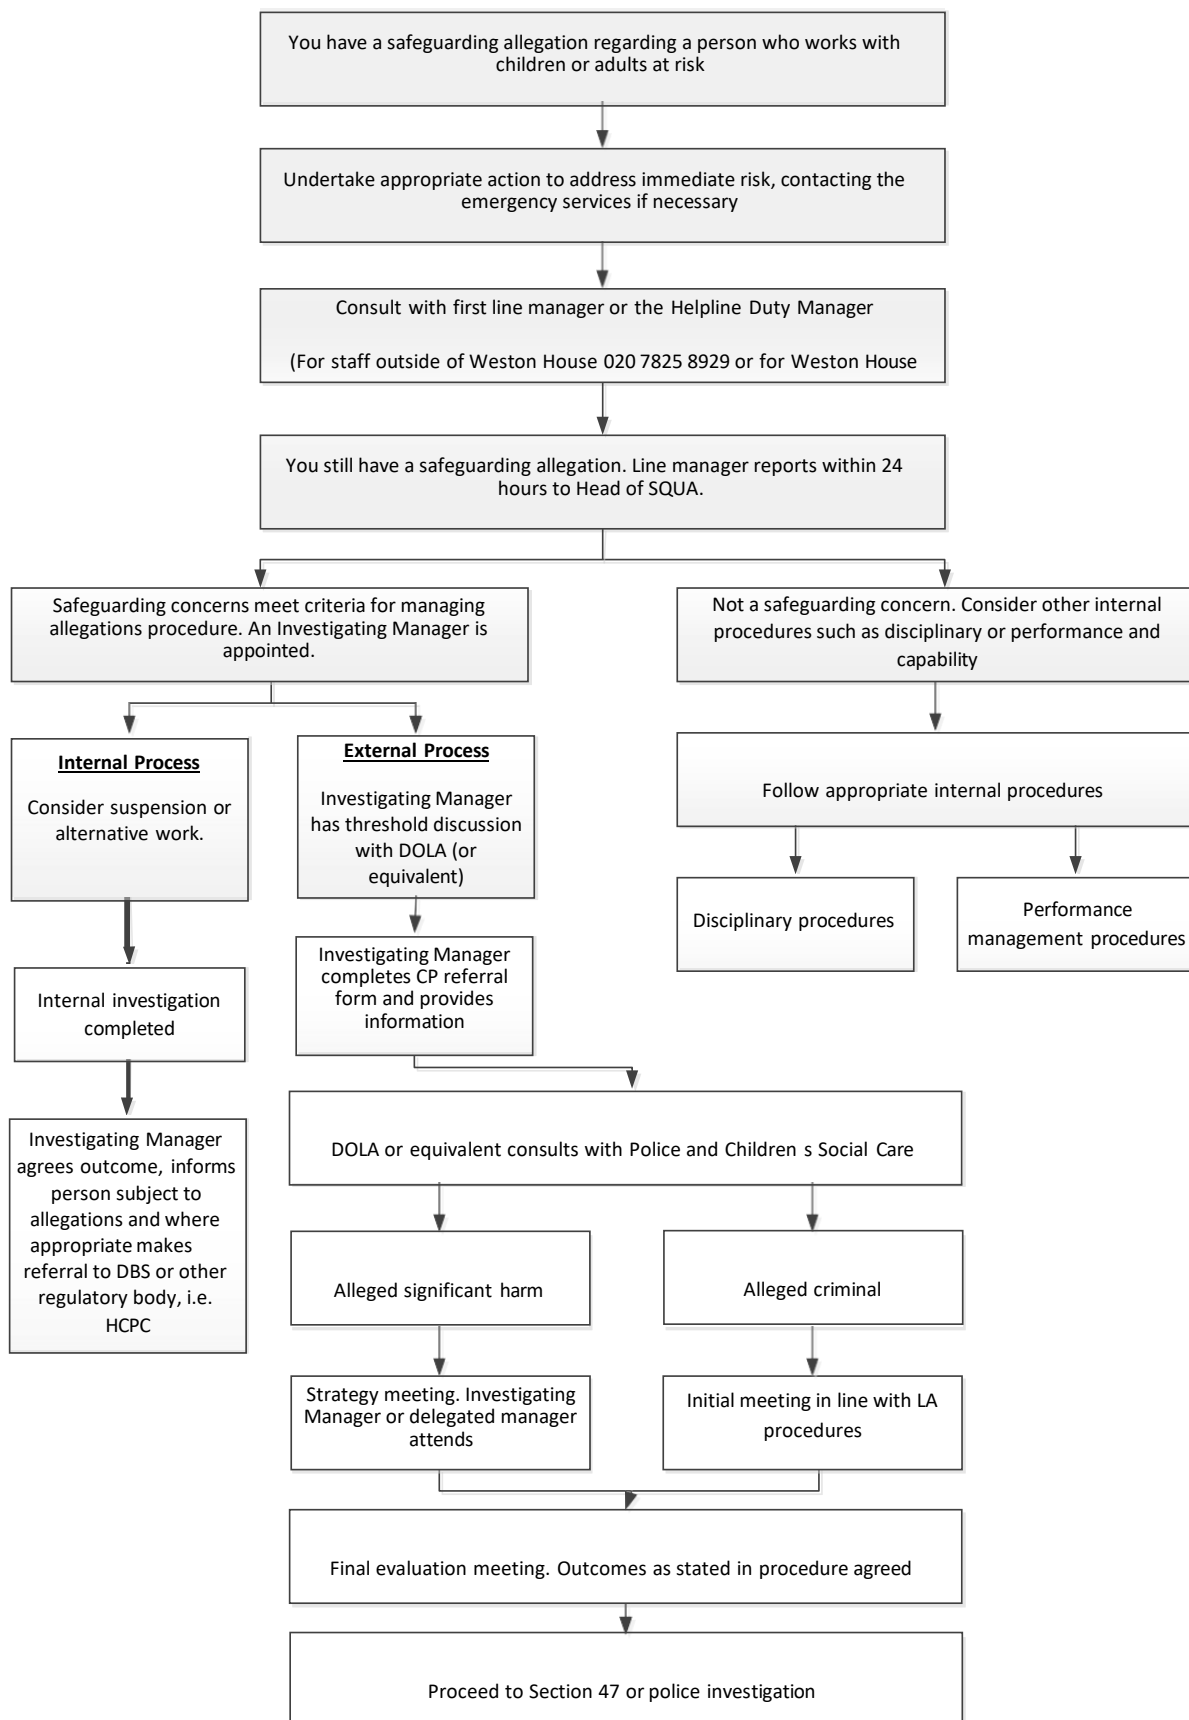 You have a safeguarding allegation regarding a person who works with
children or adults at risk
Undertake appropriate action to address immediate risk, contacting the
emergency services if necessary
Consult with first line manager or the Helpline Duty Manager
(For staff outside of Weston House 020 7825 8929 or for Weston House
You still have a safeguarding allegation. Line manager reports within 24
hours to Head of SQUA.
Safeguarding concerns meet criteria for managing
allegations procedure. An Investigating Manager is
appointed.
Not a safeguarding concern. Consider other internal
procedures such as disciplinary or performance and
capability
Internal Process
Consider suspension or
alternative work.
External Process
Investigating Manager
has threshold discussion
with DOLA (or
equivalent)
Follow appropriate internal procedures
Disciplinary procedures
Performance
management procedures
Internal investigation
completed
Investigating Manager
completes CP referral
form and provides
information
Investigating Manager
agrees outcome, informs
person subject to
allegations and where
appropriate makes
referral to DBS or other
regulatory body, i.e.
HCPC
DOLA or equivalent consults with Police and Children s Social Care
Alleged significant harm
Alleged criminal
Strategy meeting. Investigating
Manager or delegated manager
attends
Initial meeting in line with LA
procedures
Final evaluation meeting. Outcomes as stated in procedure agreed
Proceed to Section 47 or police investigation